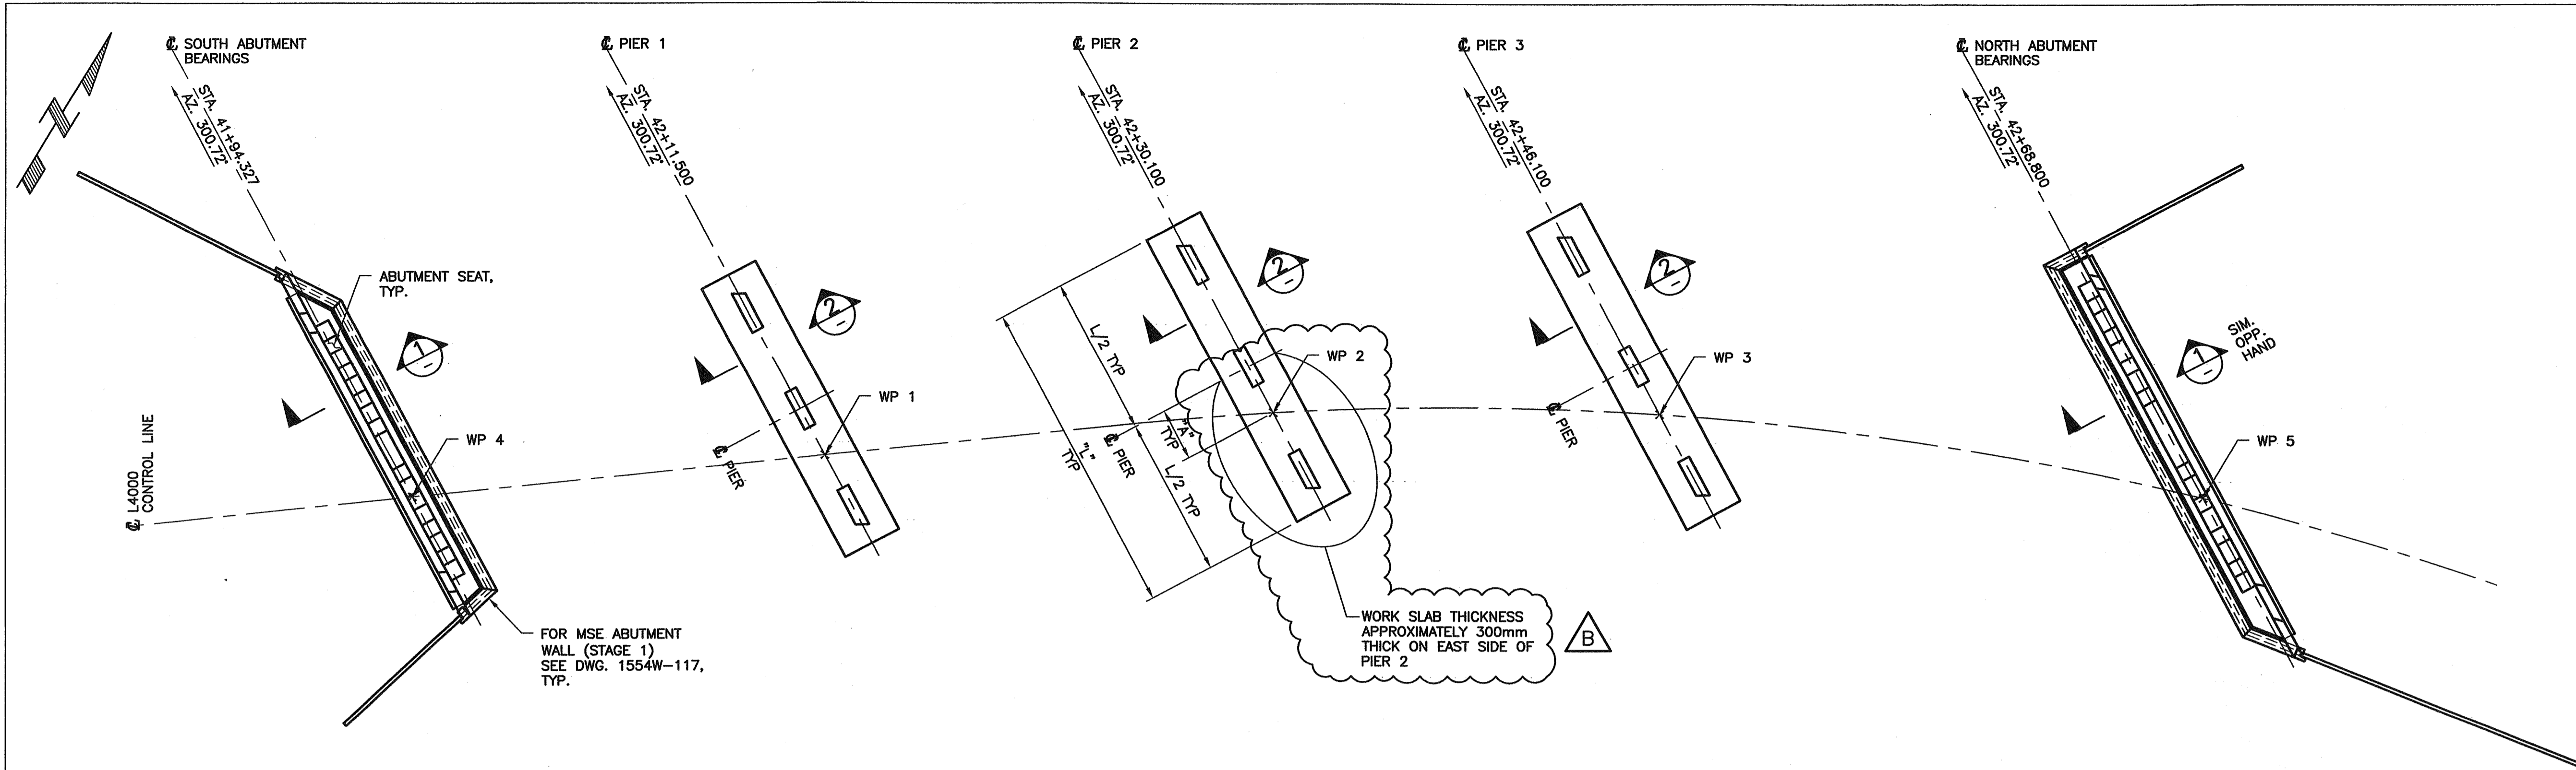 ℄ SOUTH ABUTMENT
BEARINGS
℄ PIER 1
℄ PIER 2
℄ PIER 3
℄ NORTH ABUTMENT
BEARINGS
STA. 41+94.327
AZ. 300.72°
STA. 42+11.500
AZ. 300.72°
STA. 42+30.100
AZ. 300.72°
STA. 42+46.100
AZ. 300.72°
STA. 42+68.800
AZ. 300.72°
N
ABUTMENT SEAT,
TYP.
1
–
2
–
2
–
2
–
1
–
SIM.
OPP.
HAND
WP 4
WP 1
WP 2
WP 3
WP 5
℄ L4000
CONTROL LINE
℄ PIER
℄ PIER
℄ PIER
L/2 TYP
"A"
TYP
"L"
TYP
L/2 TYP
FOR MSE ABUTMENT
WALL (STAGE 1)
SEE DWG. 1554W-117,
TYP.
WORK SLAB THICKNESS
APPROXIMATELY 300mm
THICK ON EAST SIDE OF
PIER 2
B